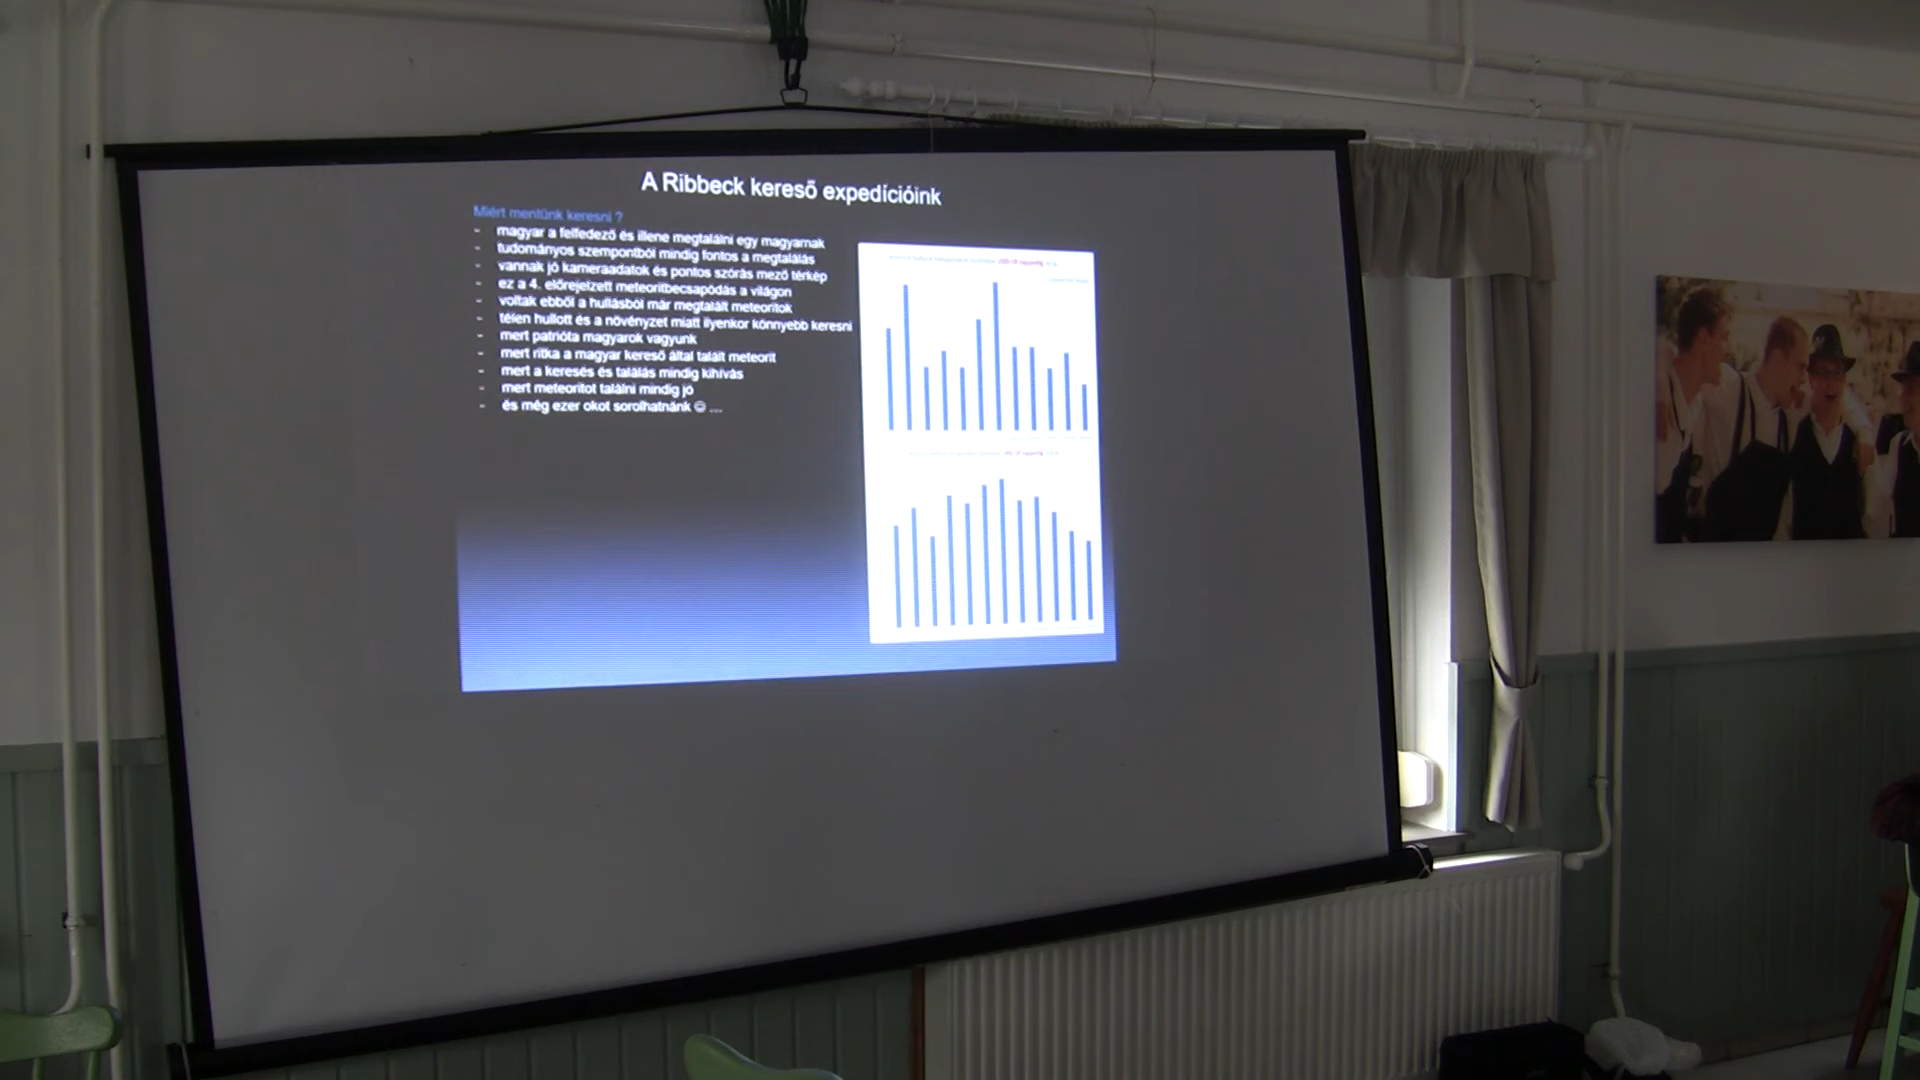 A Ribbeck kereső expedícióink
Miért mentünk keresni ?
- magyar a felfedező és illene megtalálni egy magyarnak
- tudományos szempontból mindig fontos a megtalálás
- vannak jó kameraadatok és pontos szórás mező térkép
- ez a 4. előrejelzett meteoritbecsapódás a világon
- voltak ebből a hullásból már megtalált meteoritok
- télen hullott és a növényzet miatt ilyenkor könnyebb keresni
- mert patrióta magyarok vagyunk
- mert ritka a magyar kereső által talált meteorit
- mert a keresés és találás mindig kihívás
- mert meteoritot találni mindig jó
- és még ezer okot sorolhatnánk ☺ ...